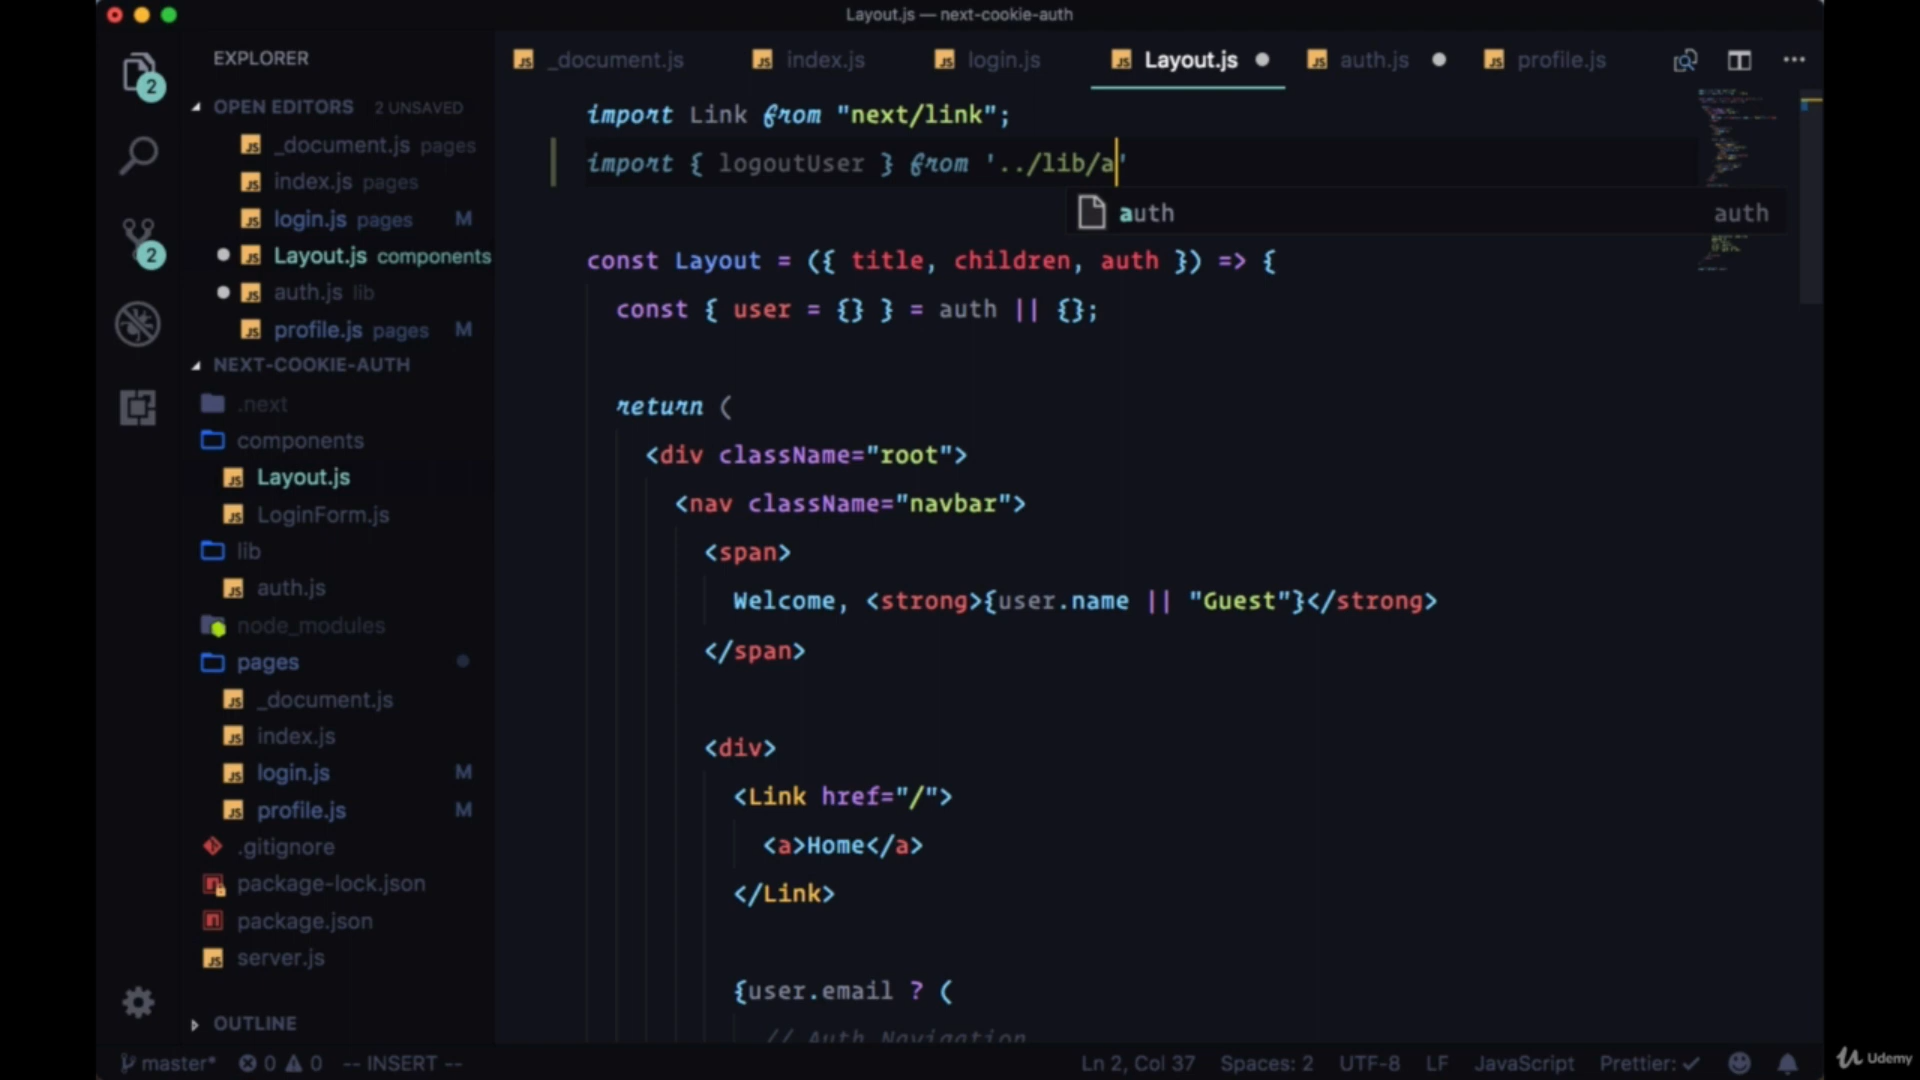 Layout.js — next-cookie-auth
EXPLORER
OPEN EDITORS 2 UNSAVED
_document.js pages
index.js pages
login.js pages M
Layout.js components
auth.js lib
profile.js pages M
NEXT-COOKIE-AUTH
.next
components
Layout.js
LoginForm.js
lib
auth.js
node_modules
pages
_document.js
index.js
login.js M
profile.js M
.gitignore
package-lock.json
package.json
server.js
OUTLINE
2
2
_document.js index.js login.js Layout.js auth.js profile.js
import Link from "next/link";
import { logoutUser } from '../lib/a'
auth auth
const Layout = ({ title, children, auth }) => {
const { user = {} } = auth || {};
return (
<div className="root">
<nav className="navbar">
<span>
Welcome, <strong>{user.name || "Guest"}</strong>
</span>
<div>
<Link href="/">
<a>Home</a>
</Link>
{user.email ? (
// Auth Navigation
master* 0 0 -- INSERT --
Ln 2, Col 37 Spaces: 2 UTF-8 LF JavaScript Prettier: ✓
Udemy